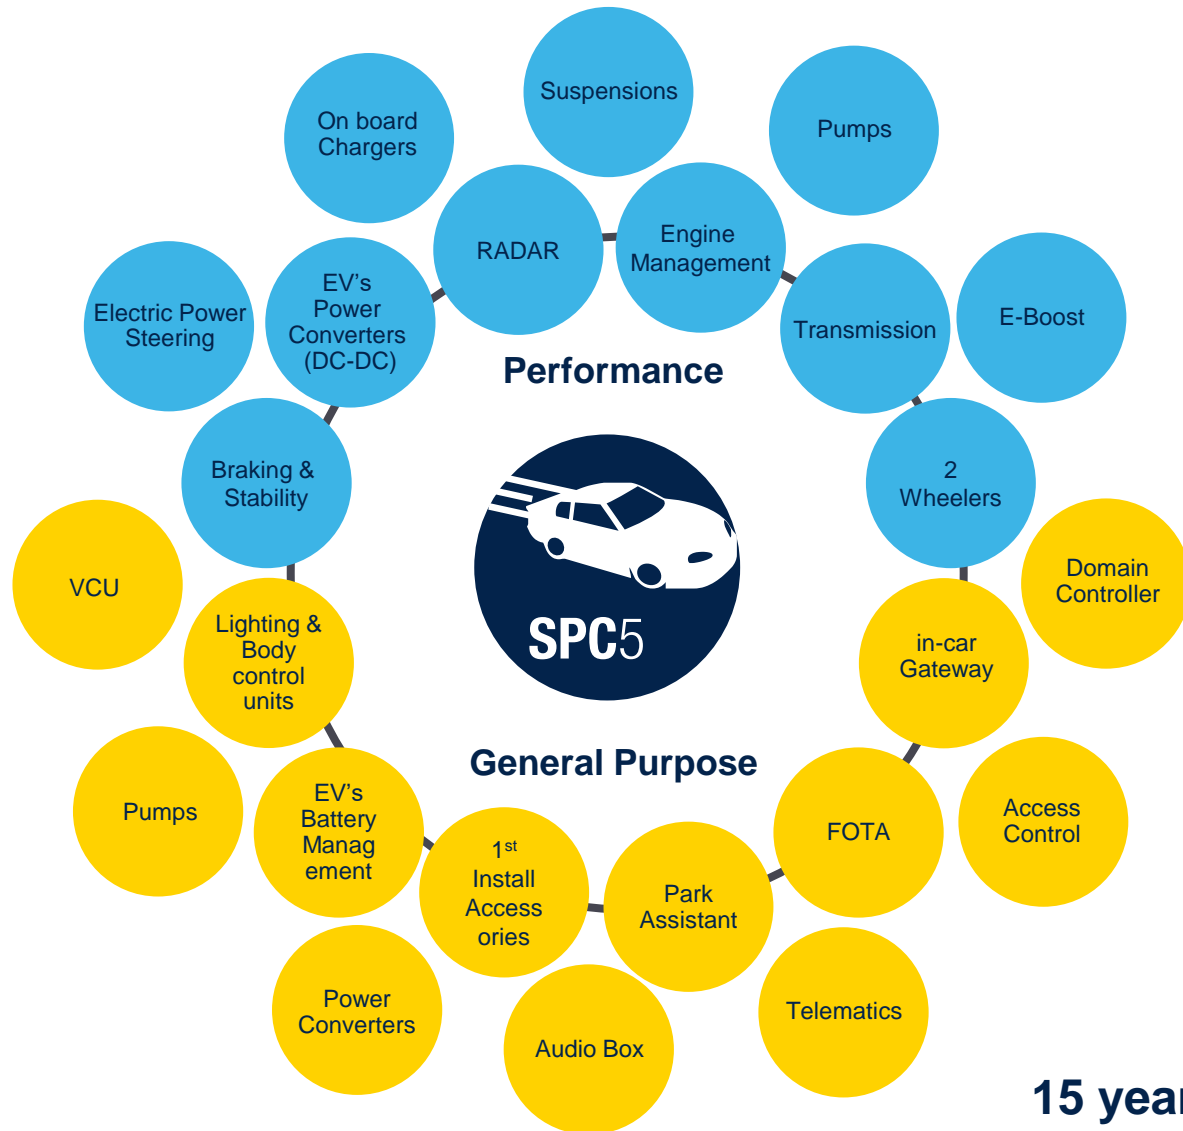 Suspensions
On board
Chargers
Pumps
RADAR
Engine
Management
EV's
Power
Converters
(DC-DC)
Electric Power
Steering
Transmission
E-Boost
Performance
Braking &
Stability
2
Wheelers
SPC5
VCU
Lighting &
Body
control
units
in-car
Gateway
Domain
Controller
General Purpose
Pumps
EV's
Battery
Manag
ement
1st
Install
Access
ories
Park
Assistant
FOTA
Access
Control
Power
Converters
Audio Box
Telematics
15 year